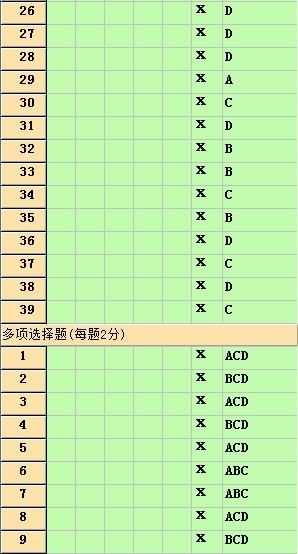 26 X D
27 X D
28 X D
29 X A
30 X C
31 X D
32 X B
33 X B
34 X C
35 X B
36 X D
37 X C
38 X D
39 X C
多项选择题(每题2分)
1 X ACD
2 X BCD
3 X ACD
4 X BCD
5 X ACD
6 X ABC
7 X ABC
8 X ACD
9 X BCD